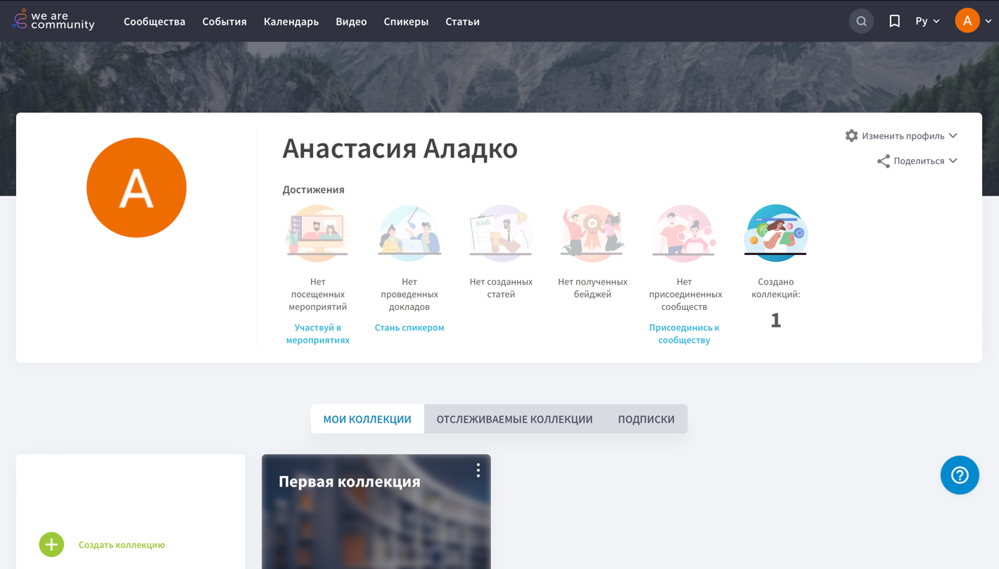 we are
community
Сообщества
События
Календарь
Видео
Спикеры
Статьи
Ру
A
А
Анастасия Аладко
Изменить профиль
Поделиться
Достижения
Нет
посещенных
мероприятий
Участвуй в
мероприятиях
Нет
проведенных
докладов
Стань спикером
Нет созданных
статей
Нет полученных
бейджей
Нет
присоединенных
сообществ
Присоединись к
сообществу
Создано
коллекций:
1
МОИ КОЛЛЕКЦИИ
ОТСЛЕЖИВАЕМЫЕ КОЛЛЕКЦИИ
ПОДПИСКИ
Создать коллекцию
Первая коллекция